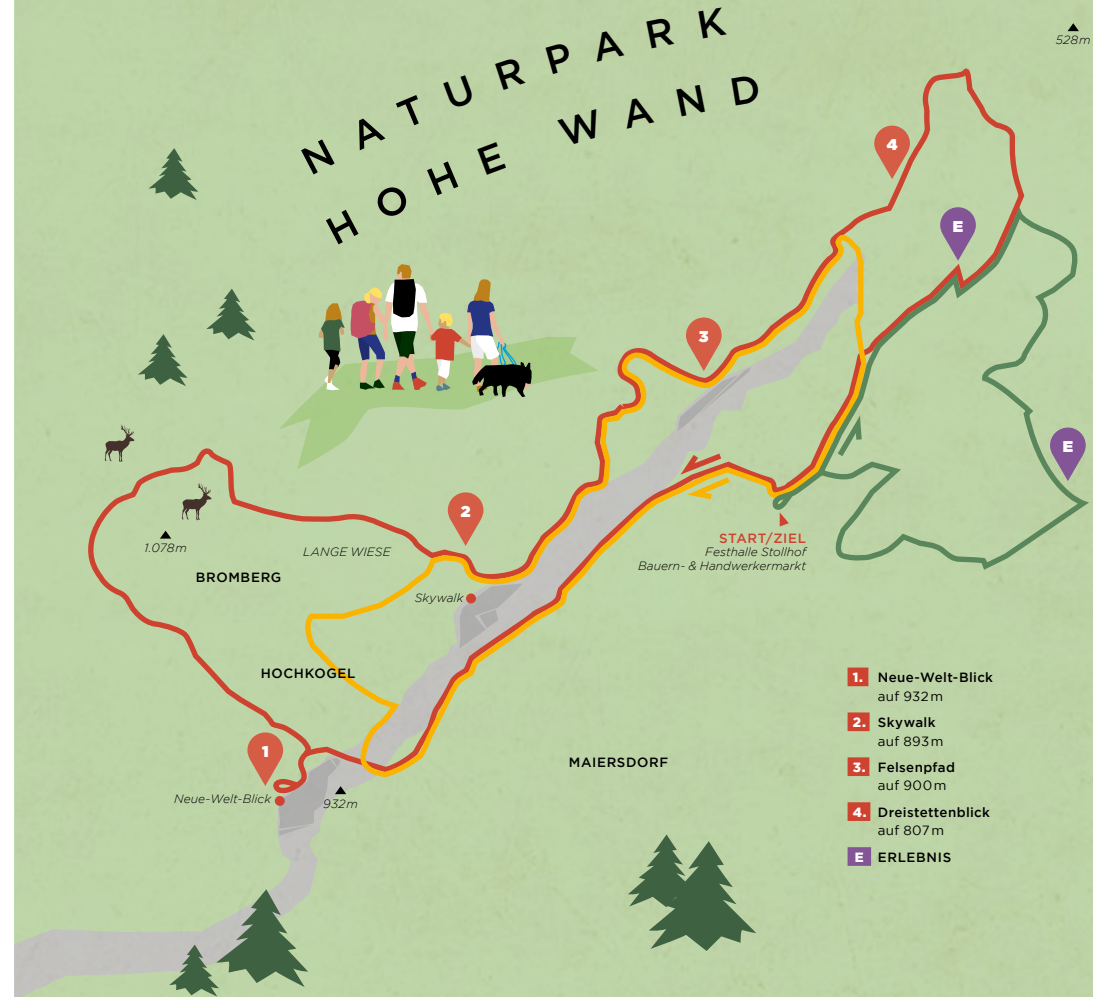 NATURPARK
HOHE WAND
528m
4
E
3
E
2
START/ZIEL
Festhalle Stollhof
Bauern- & Handwerkermarkt
1.078m
LANGE WIESE
BROMBERG
Skywalk
HOCHKOGEL
1
Neue-Welt-Blick
932m
MAIERSDORF
1. Neue-Welt-Blick
auf 932m
2. Skywalk
auf 893m
3. Felsenpfad
auf 900m
4. Dreistettenblick
auf 807m
E ERLEBNIS